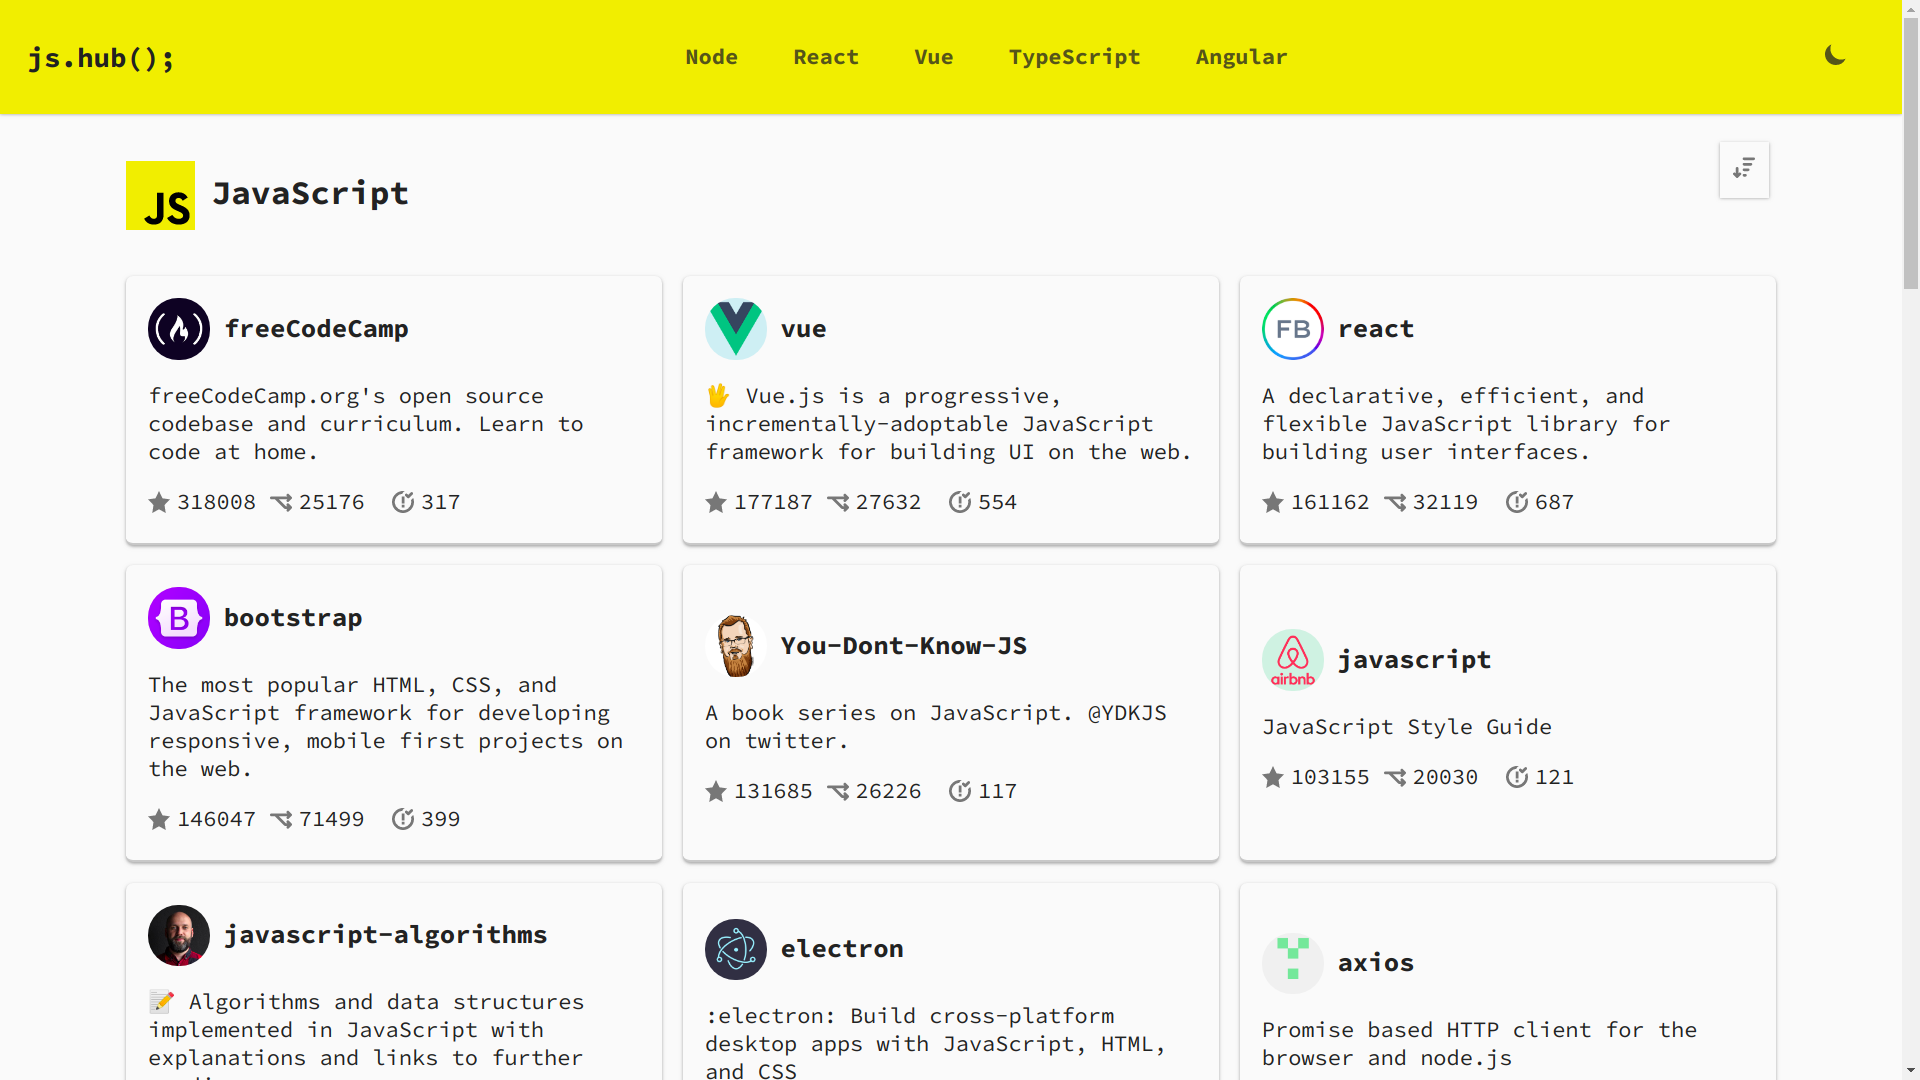 js.hub();
Node
React
Vue
TypeScript
Angular
JS
JavaScript
freeCodeCamp
freeCodeCamp.org's open source
codebase and curriculum. Learn to
code at home.
318008 25176 317
vue
🖖 Vue.js is a progressive,
incrementally-adoptable JavaScript
framework for building UI on the web.
177187 27632 554
FB
react
A declarative, efficient, and
flexible JavaScript library for
building user interfaces.
161162 32119 687
B
bootstrap
The most popular HTML, CSS, and
JavaScript framework for developing
responsive, mobile first projects on
the web.
146047 71499 399
You-Dont-Know-JS
A book series on JavaScript. @YDKJS
on twitter.
131685 26226 117
airbnb
javascript
JavaScript Style Guide
103155 20030 121
javascript-algorithms
📝 Algorithms and data structures
implemented in JavaScript with
explanations and links to further
electron
:electron: Build cross-platform
desktop apps with JavaScript, HTML,
and CSS
axios
Promise based HTTP client for the
browser and node.js